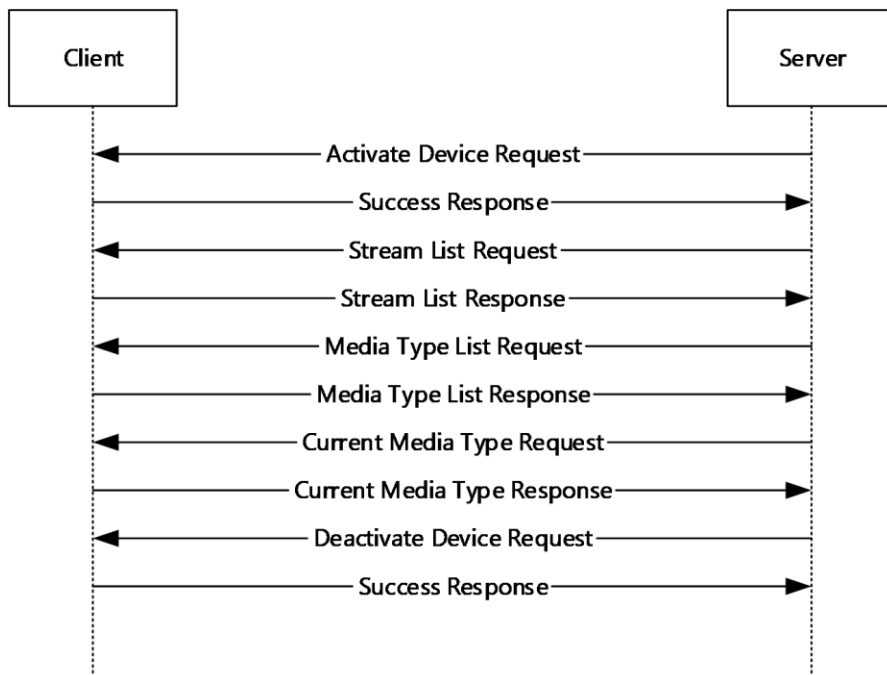 Client
Server
Activate Device Request
Success Response
Stream List Request
Stream List Response
Media Type List Request
Media Type List Response
Current Media Type Request
Current Media Type Response
Deactivate Device Request
Success Response